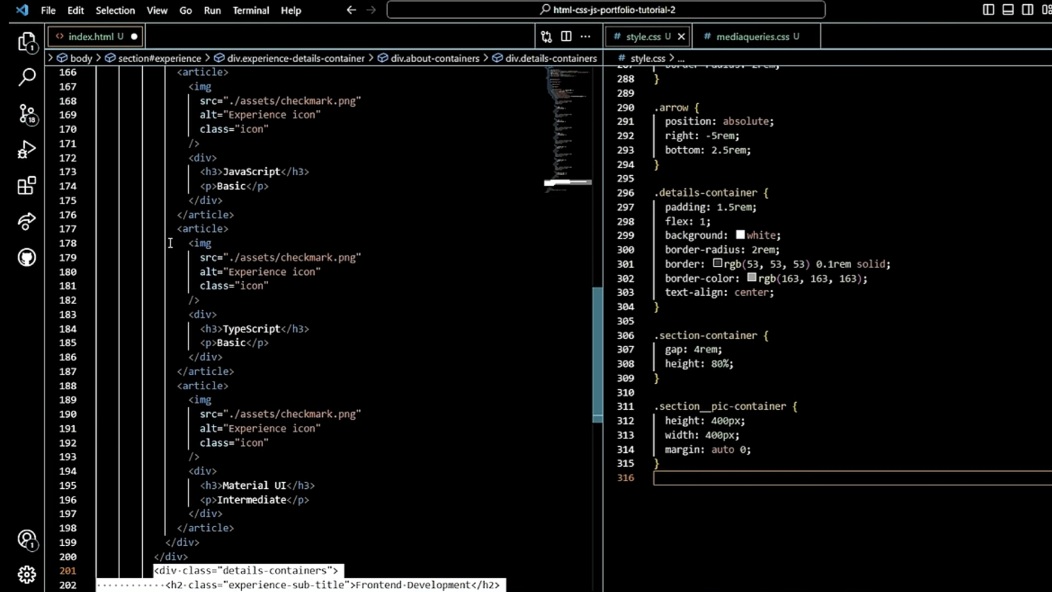 File Edit Selection View Go Run Terminal Help html-css-js-portfolio-tutorial-2
index.html U
body section#experience div.experience-details-container div.about-containers div.details-containers
166 <article>
167 <img
168 src="./assets/checkmark.png"
169 alt="Experience icon"
170 class="icon"
171 />
172 <div>
173 <h3>JavaScript</h3>
174 <p>Basic</p>
175 </div>
176 </article>
177 <article>
178 <img
179 src="./assets/checkmark.png"
180 alt="Experience icon"
181 class="icon"
182 />
183 <div>
184 <h3>TypeScript</h3>
185 <p>Basic</p>
186 </div>
187 </article>
188 <article>
189 <img
190 src="./assets/checkmark.png"
191 alt="Experience icon"
192 class="icon"
193 />
194 <div>
195 <h3>Material UI</h3>
196 <p>Intermediate</p>
197 </div>
198 </article>
199 </div>
200 </div>
201 <div class="details-containers">
202 <h2 class="experience-sub-title">Frontend Development</h2>
style.css U mediaqueries.css U
style.css ...
288 }
289
290 .arrow {
291 position: absolute;
292 right: -5rem;
293 bottom: 2.5rem;
294 }
295
296 .details-container {
297 padding: 1.5rem;
298 flex: 1;
299 background: white;
300 border-radius: 2rem;
301 border: rgb(53, 53, 53) 0.1rem solid;
302 border-color: rgb(163, 163, 163);
303 text-align: center;
304 }
305
306 .section-container {
307 gap: 4rem;
308 height: 80%;
309 }
310
311 .section__pic-container {
312 height: 400px;
313 width: 400px;
314 margin: auto 0;
315 }
316